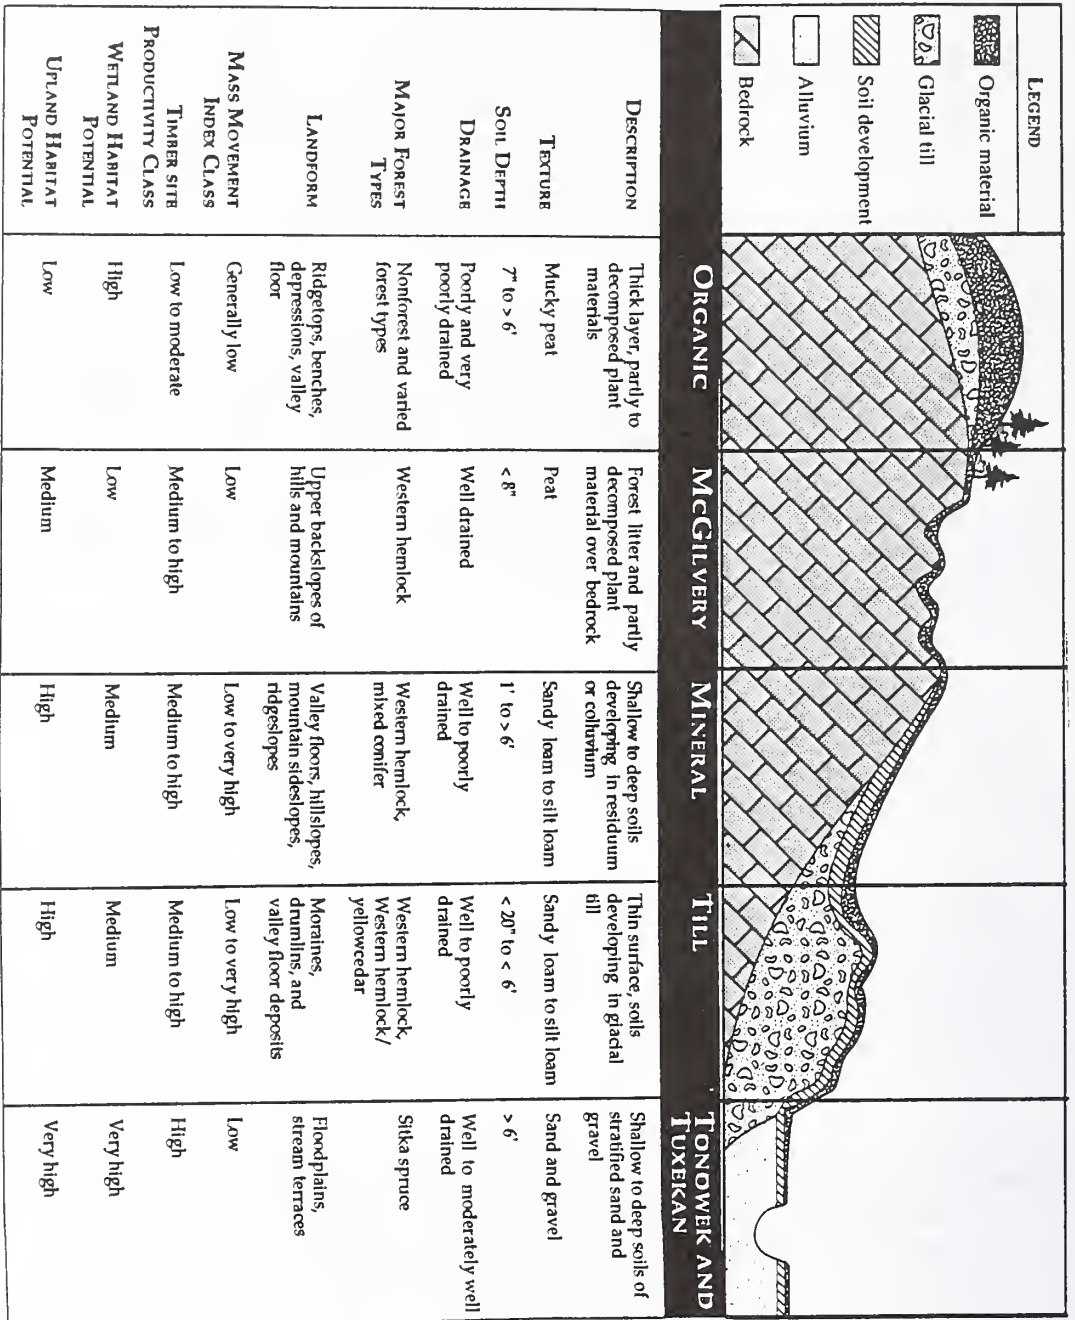 LEGEND
Organic material
Glacial till
Soil development
Alluvium
Bedrock
ORGANIC
MCGILVERY
MINERAL
TILL
TONOWEK AND
TUXEKAN
DESCRIPTION
Thick layer, partly to
decomposed plant
materials
Forest litter and partly
decomposed plant
material over bedrock
Shallow to deep soils
developing in residuum
or colluvium
Thin surface, soils
developing in glacial
till
Shallow to deep soils of
stratified sand and
gravel
TEXTURE
Mucky peat
Peat
Sandy loam to silt loam
Sandy loam to silt loam
Sand and gravel
SOIL DEPTH
7" to > 6'
< 8"
1' to > 6'
< 20" to < 6'
> 6'
DRAINAGE
Poorly and very
poorly drained
Well drained
Well to poorly
drained
Well to poorly
drained
Well to moderately well
drained
MAJOR FOREST
TYPES
Nonforest and varied
forest types
Western hemlock
Western hemlock,
mixed conifer
Western hemlock,
Western hemlock/
yellowcedar
Sitka spruce
LANDFORM
Ridgetops, benches,
depressions, valley
floor
Upper backslopes of
hills and mountains
Valley floors, hillslopes,
mountain sideslopes,
ridgeslopes
Moraines,
drumlins, and
valley floor deposits
Floodplains,
stream terraces
MASS MOVEMENT
INDEX CLASS
Generally low
Low
Low to very high
Low to very high
Low
TIMBER SITE
PRODUCTIVITY CLASS
Low to moderate
Medium to high
Medium to high
Medium to high
High
WETLAND HABITAT
POTENTIAL
High
Low
Medium
Medium
Very high
UPLAND HABITAT
POTENTIAL
Low
Medium
High
High
Very high